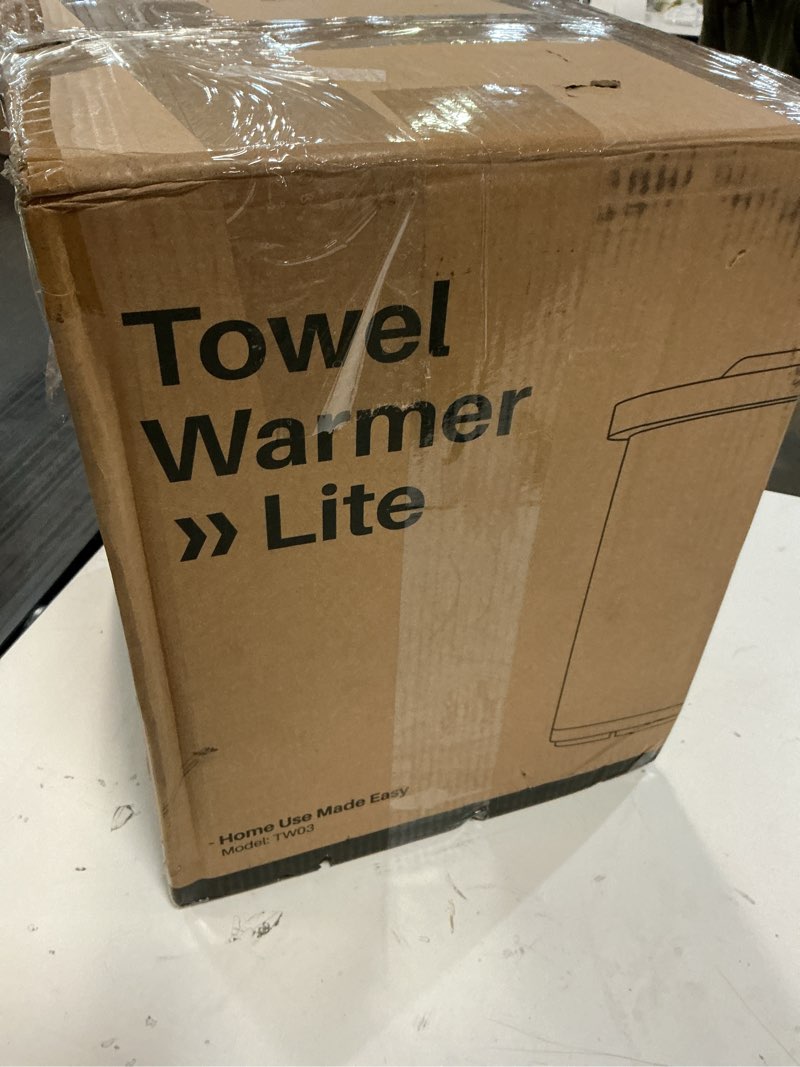 Towel
Warmer
» Lite
- Home Use Made Easy
Model: TW03